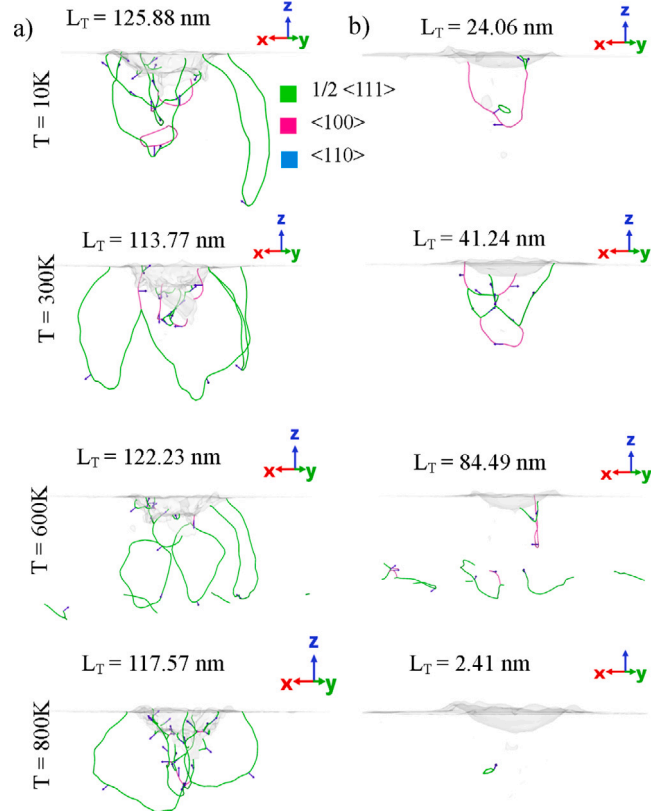 a)
L_T = 125.88 nm
z
x
y
b)
L_T = 24.06 nm
z
x
y
T = 10K
1/2 <111>
<100>
<110>
L_T = 113.77 nm
z
x
y
L_T = 41.24 nm
z
x
y
T = 300K
L_T = 122.23 nm
z
x
y
L_T = 84.49 nm
z
x
y
T = 600K
L_T = 117.57 nm
z
x
y
L_T = 2.41 nm
z
x
y
T = 800K